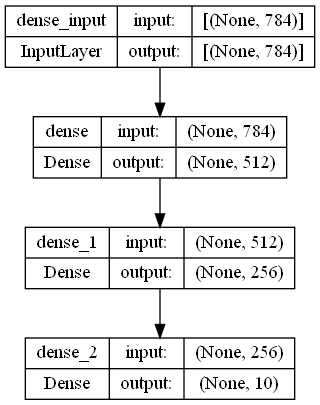 dense_input input: [(None, 784)]
InputLayer output: [(None, 784)]
dense input: (None, 784)
Dense output: (None, 512)
dense_1 input: (None, 512)
Dense output: (None, 256)
dense_2 input: (None, 256)
Dense output: (None, 10)